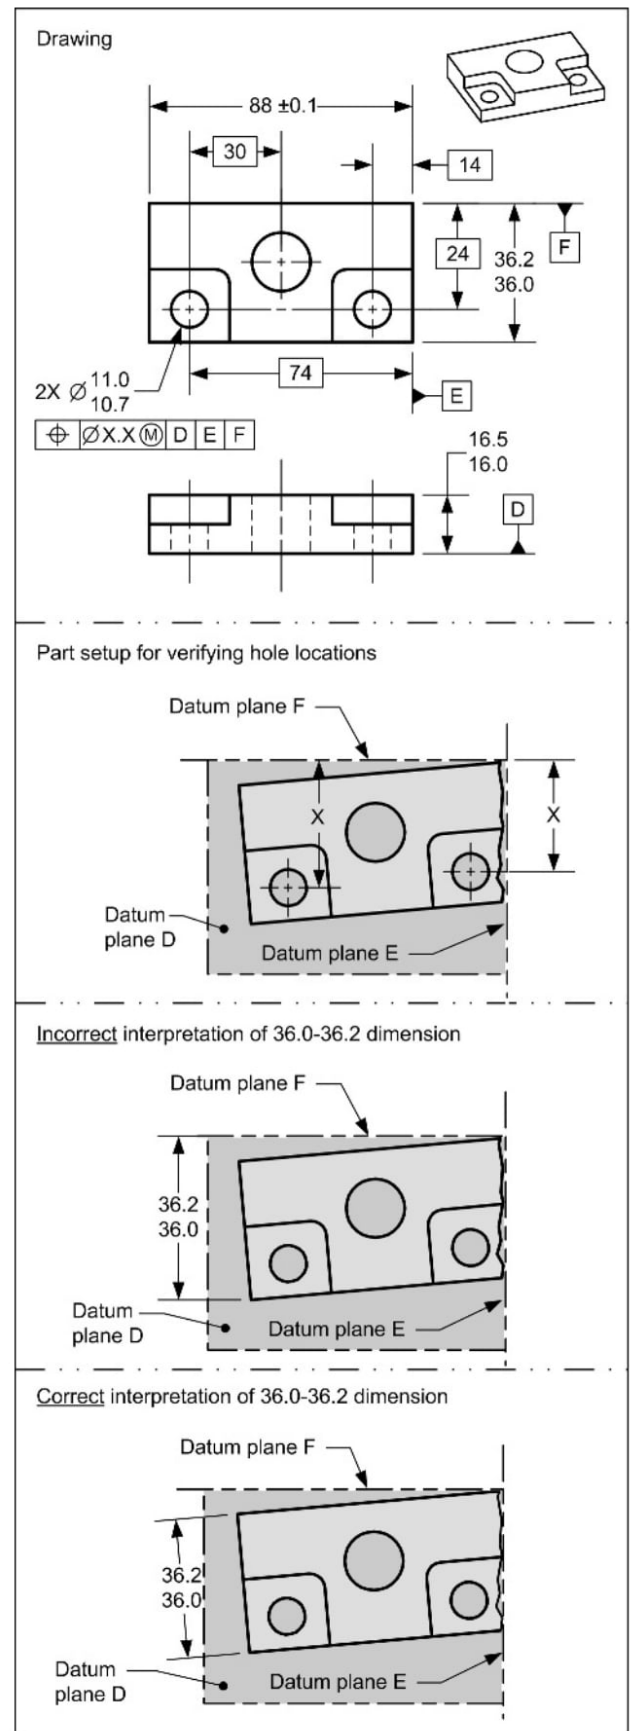 Drawing
88 ±0.1
30
14
24
36.2
36.0
F
74
2X ⌀
11.0
10.7
E
⌖ ⌀X.XⓂ D E F
16.5
16.0
D
Part setup for verifying hole locations
Datum plane F
X
X
Datum
plane D
Datum plane E
Incorrect interpretation of 36.0-36.2 dimension
Datum plane F
36.2
36.0
Datum
plane D
Datum plane E
Correct interpretation of 36.0-36.2 dimension
Datum plane F
36.2
36.0
Datum
plane D
Datum plane E